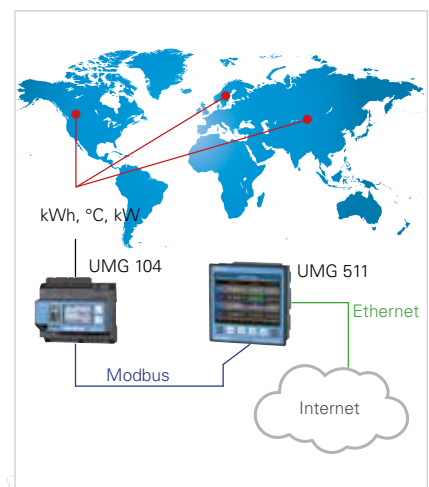 kWh, °C, kW
UMG 104
UMG 511
Ethernet
Modbus
Internet